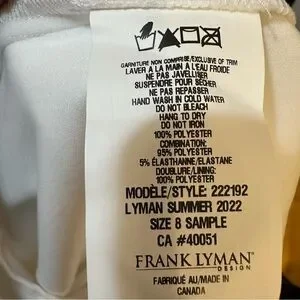 GARNITURE NON COMPRISE/EXCLUSIVE OF TRIM
LAVER A LA MAIN A L'EAU FROIDE
NE PAS JAVELLISER
SUSPENDRE POUR SÉCHER
NE PAS REPASSER
HAND WASH IN COLD WATER
DO NOT BLEACH
HANG TO DRY
DO NOT IRON
100% POLYESTER
COMBINATION:
95% POLYESTER
5% ÉLASTHANNE/ELASTANE
DOUBLURE/LINING:
100% POLYESTER
MODÈLE/STYLE: 222192
LYMAN SUMMER 2022
SIZE 8 SAMPLE
CA #40051
FRANK LYMAN
DESIGN
FABRIQUÉ AU/MADE IN
CANADA